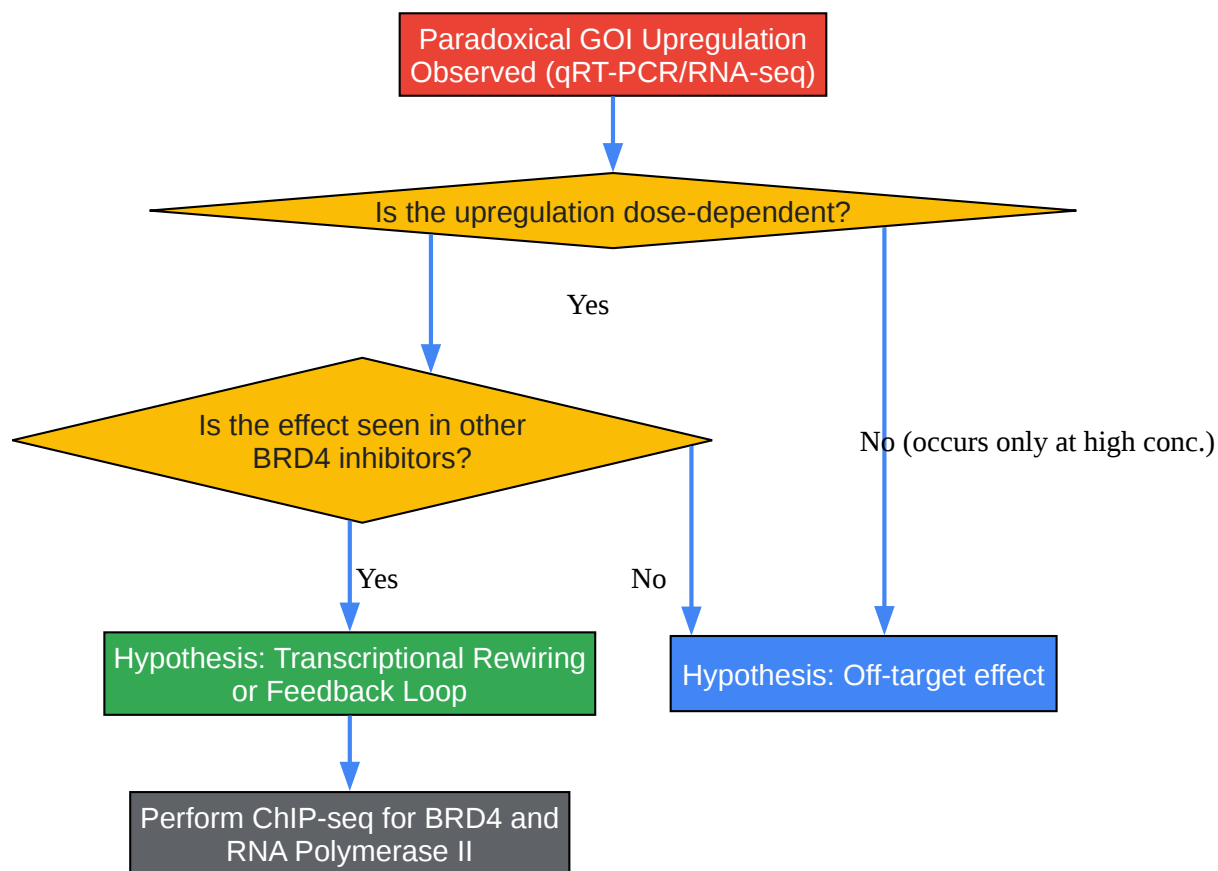 Paradoxical GOI Upregulation
Observed (qRT-PCR/RNA-seq)
Is the upregulation dose-dependent?
Yes
Is the effect seen in other
BRD4 inhibitors?
No (occurs only at high conc.)
Yes
No
Hypothesis: Transcriptional Rewiring
or Feedback Loop
Hypothesis: Off-target effect
Perform ChIP-seq for BRD4 and
RNA Polymerase II